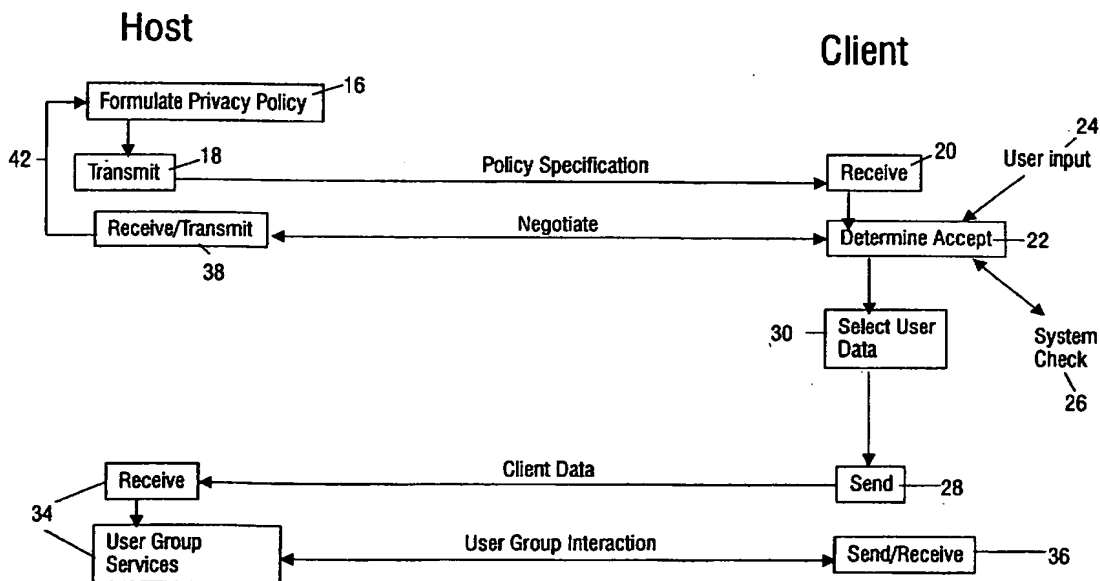 Host
Client
Formulate Privacy Policy
16
42
Transmit
18
Policy Specification
20
Receive
24
User input
Receive/Transmit
38
Negotiate
Determine Accept
22
30
Select User
Data
System
Check
26
Receive
Client Data
Send
28
34
User Group
Services
User Group Interaction
Send/Receive
36